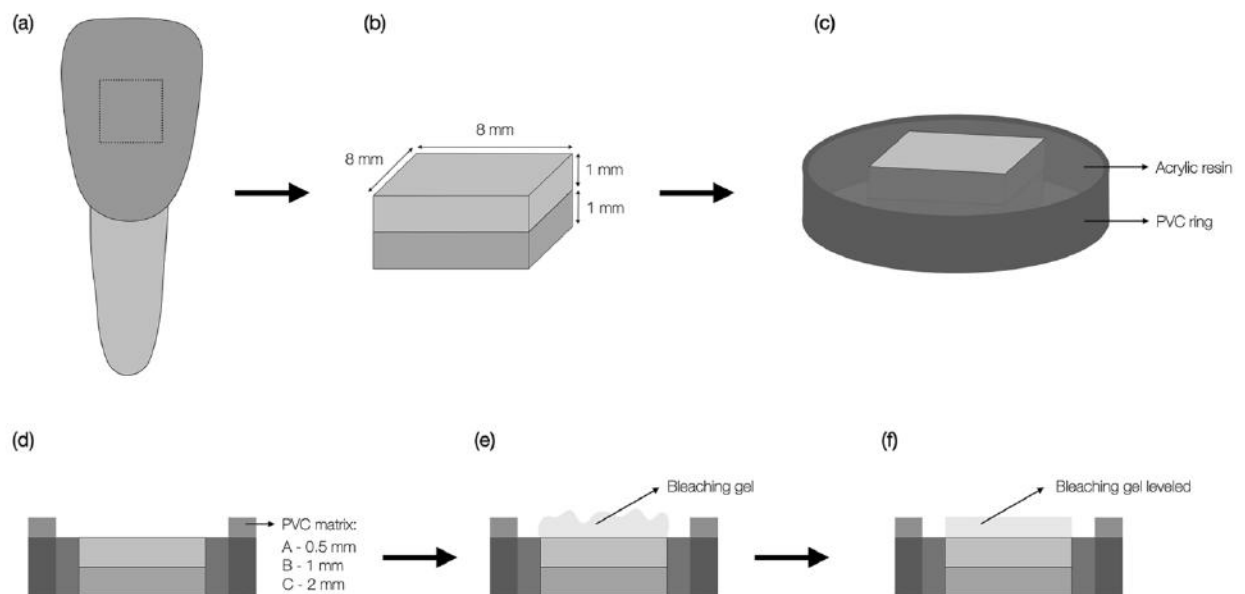 (a)
(b)
(c)
8 mm
8 mm
1 mm
1 mm
Acrylic resin
PVC ring
(d)
(e)
(f)
PVC matrix:
A - 0.5 mm
B - 1 mm
C - 2 mm
Bleaching gel
Bleaching gel leveled